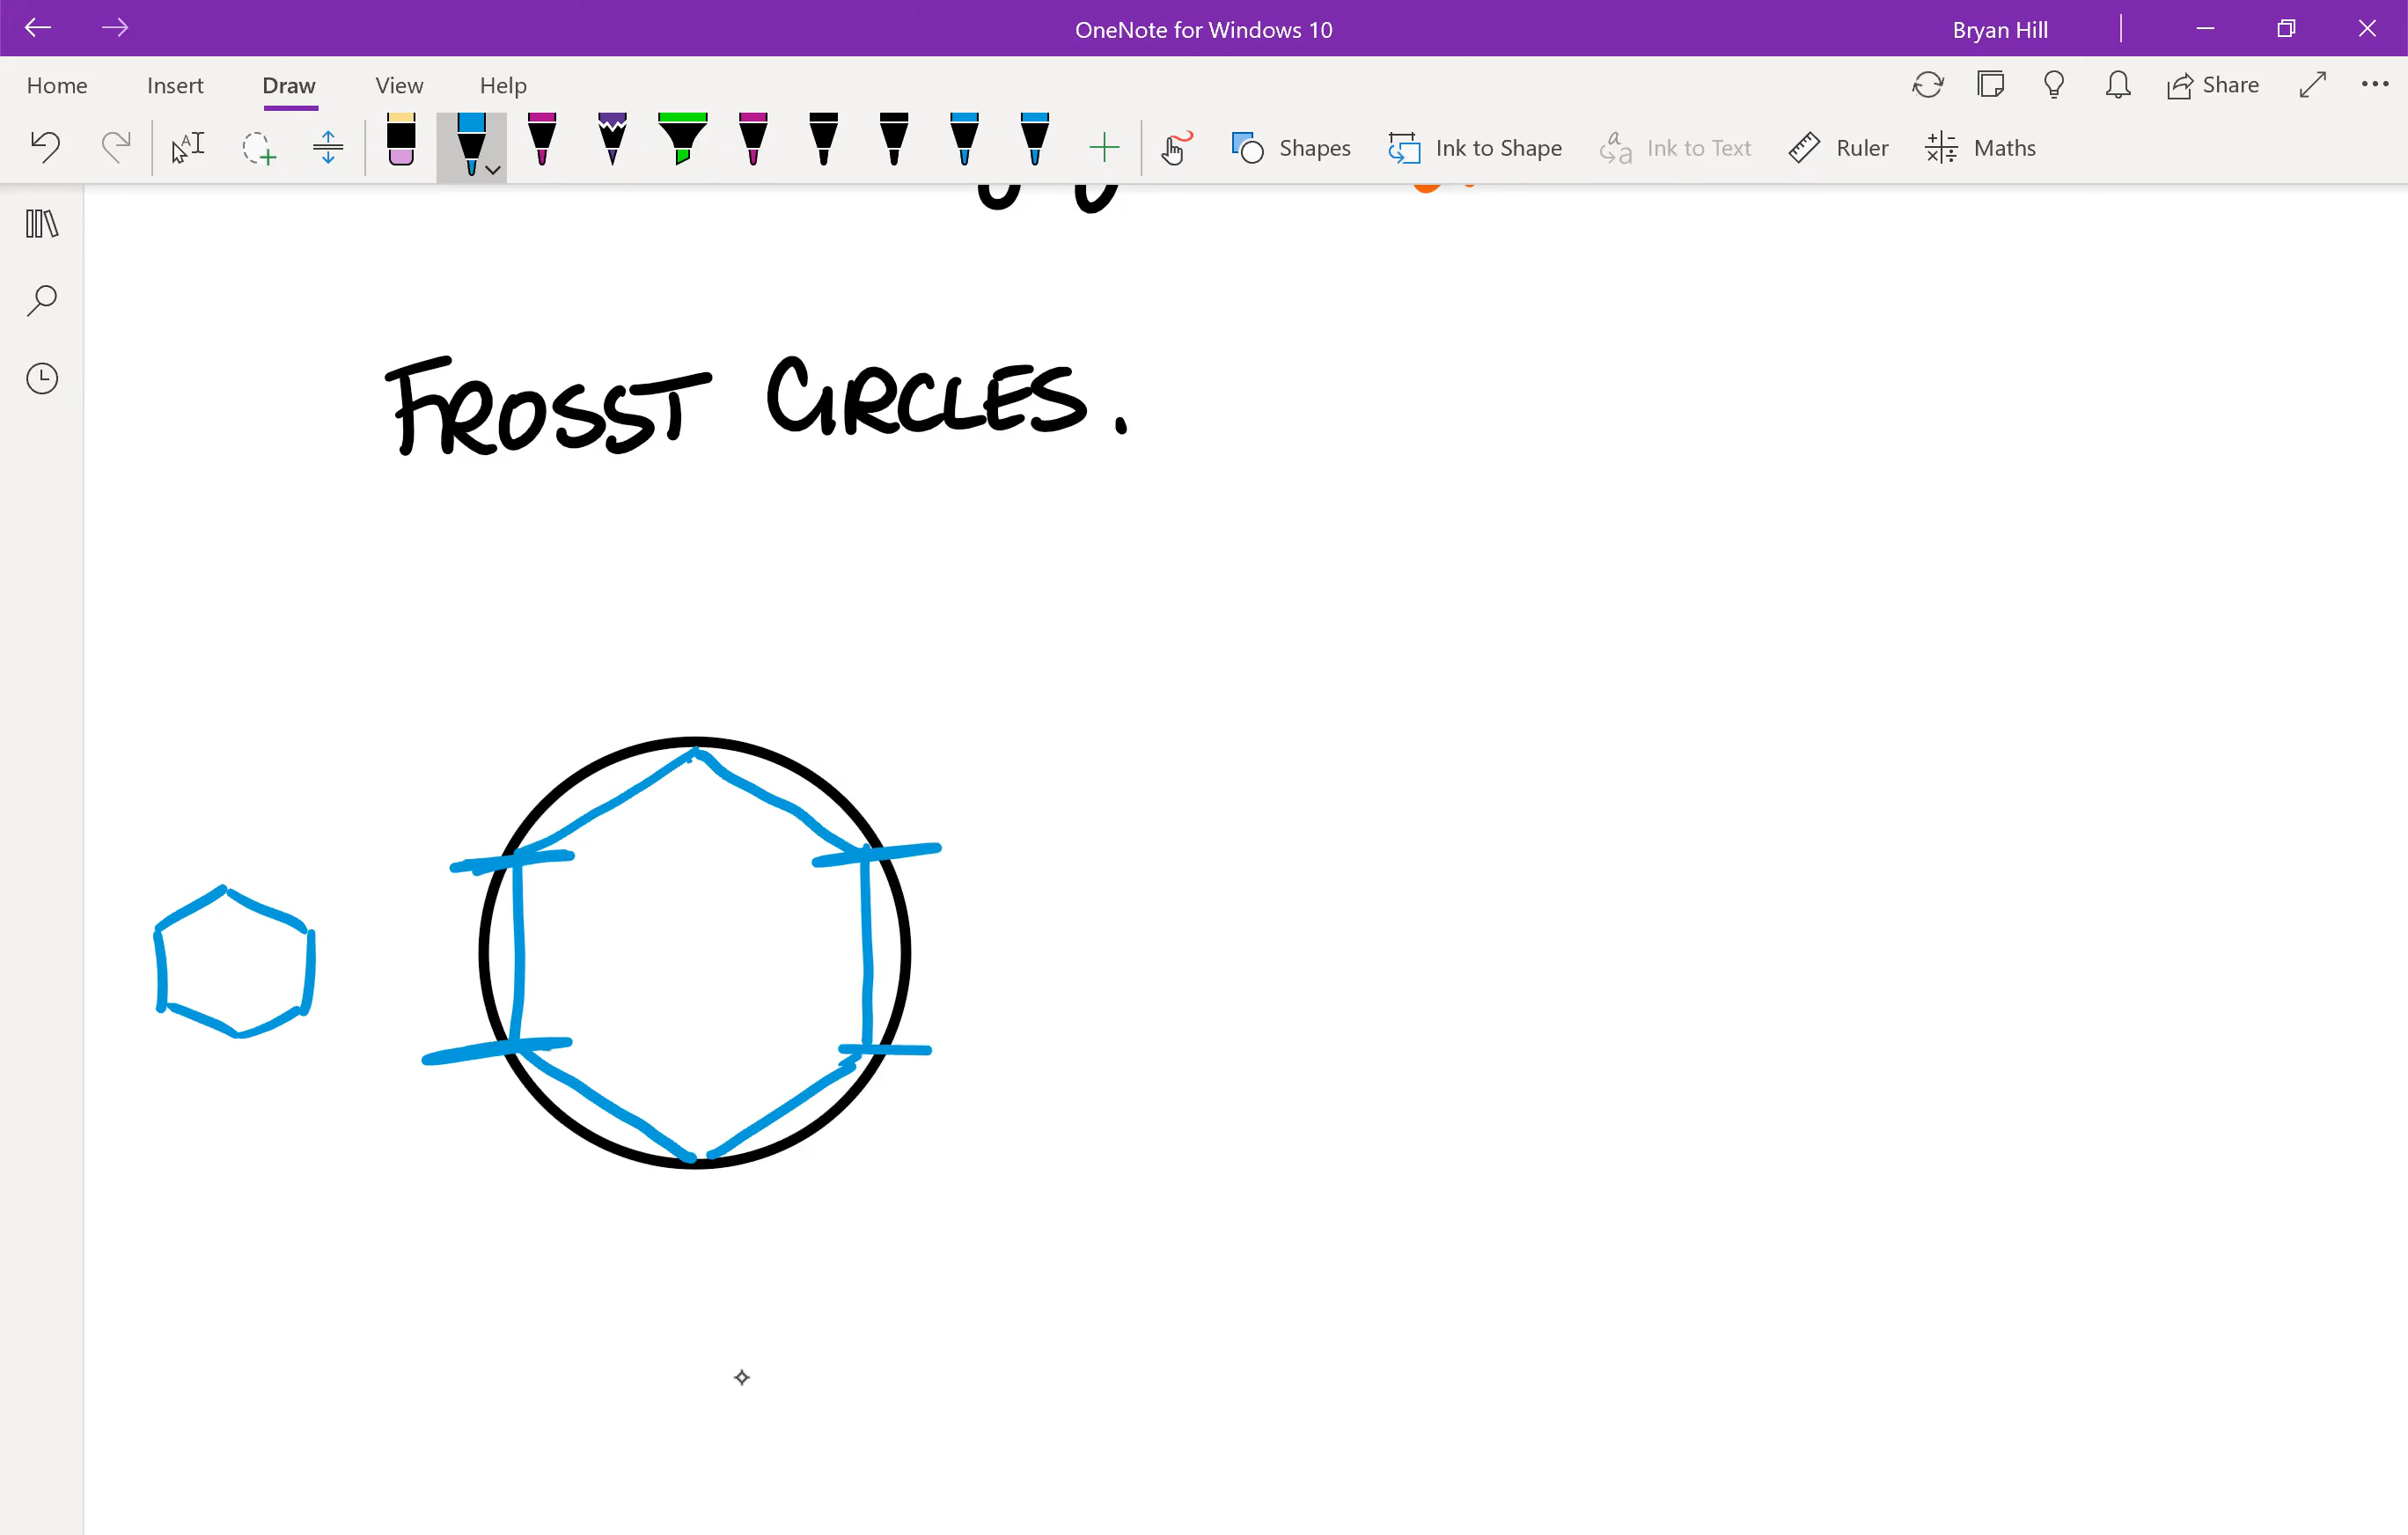 OneNote for Windows 10
Bryan Hill
Home Insert Draw View Help
Share
Shapes Ink to Shape Ink to Text Ruler Maths
FROSST CIRCLES.